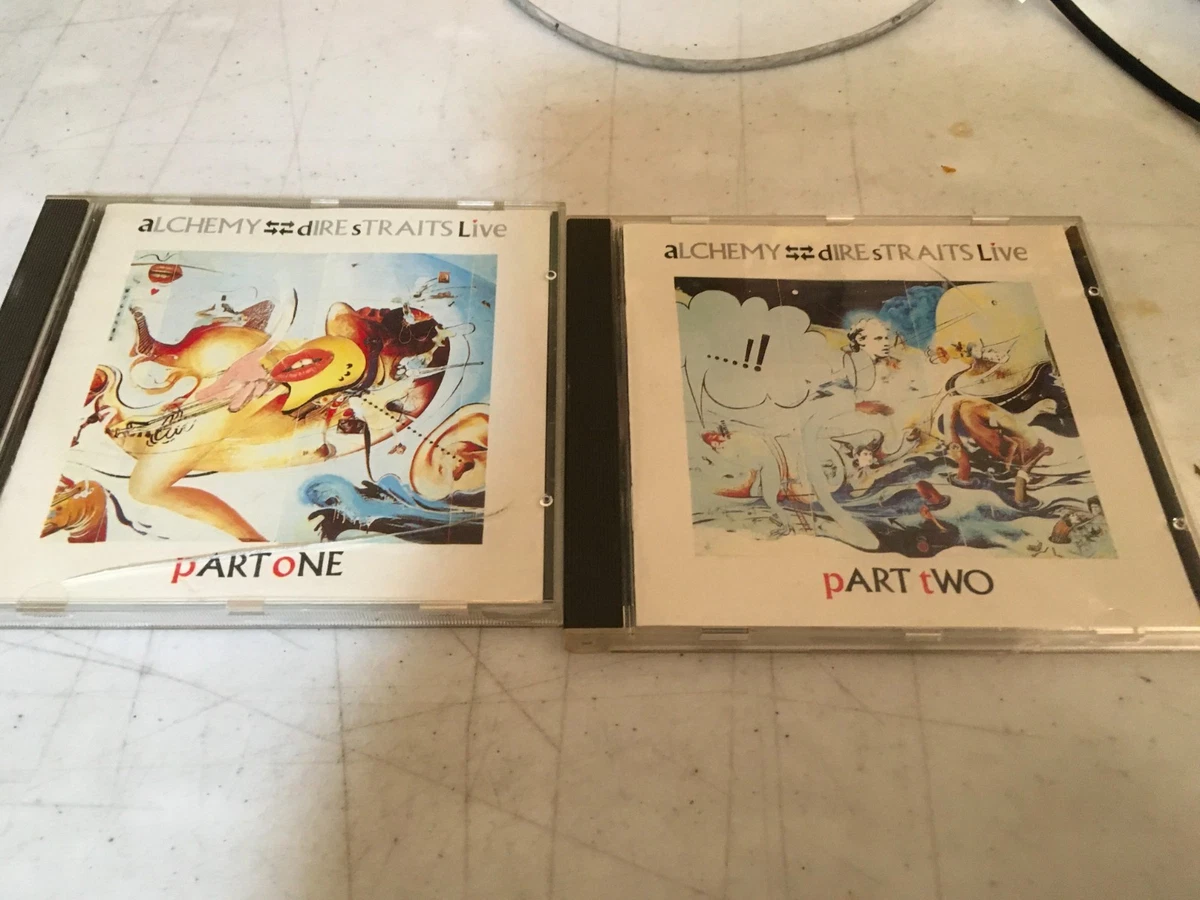 aLCHEMY ⇆ dIRE sTRAITS Live
pART oNE
aLCHEMY ⇆ dIRE sTRAITS Live
....!!
pART tWO